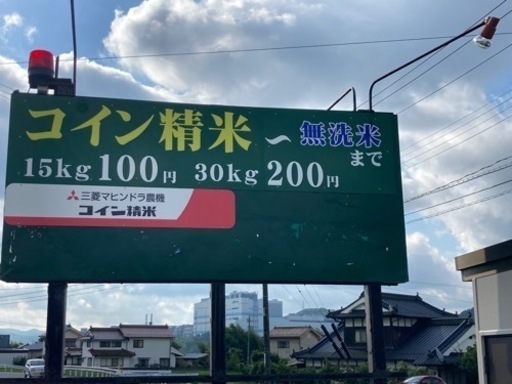 コイン精米～無洗米まで
15kg 100円 30kg 200円
三菱マヒンドラ農機
コイン精米